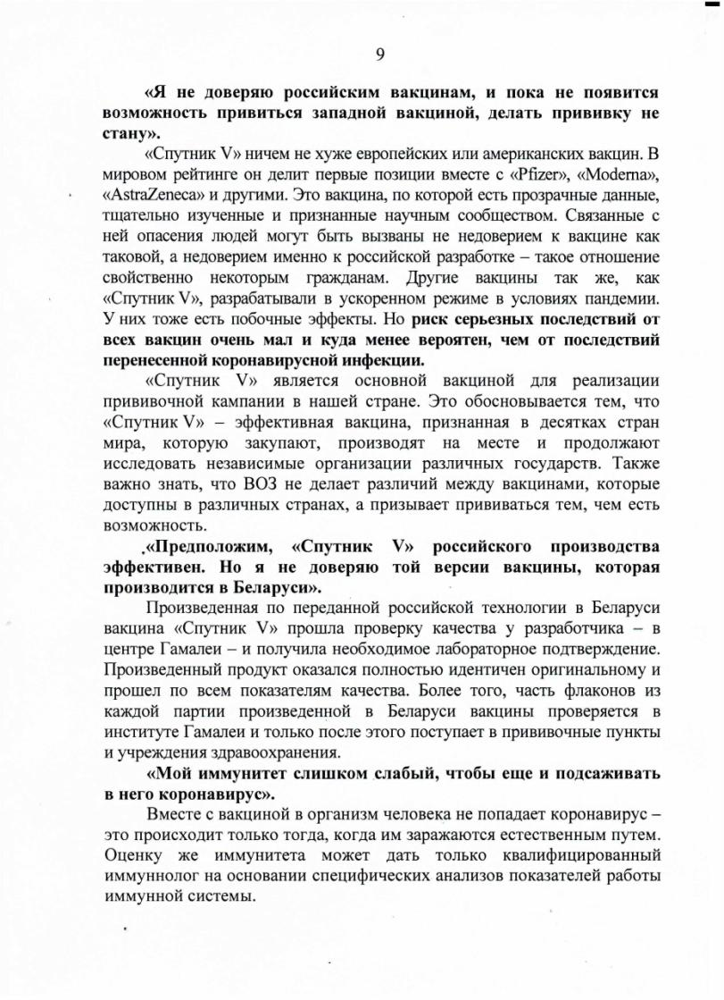 9
«Я не доверяю российским вакцинам, и пока не появится
возможность привиться западной вакциной, делать прививку не
стану».
«Спутник V» ничем не хуже европейских или американских вакцин. В
мировом рейтинге он делит первые позиции вместе с «Pfizer», «Moderna»,
«AstraZeneca» и другими. Это вакцина, по которой есть прозрачные данные,
тщательно изученные и признанные научным сообществом. Связанные с
ней опасения людей могут быть вызваны не недоверием к вакцине как
таковой, а недоверием именно к российской разработке – такое отношение
свойственно некоторым гражданам. Другие вакцины так же, как
«Спутник V», разрабатывали в ускоренном режиме в условиях пандемии.
У них тоже есть побочные эффекты. Но риск серьезных последствий от
всех вакцин очень мал и куда менее вероятен, чем от последствий
перенесенной коронавирусной инфекции.
«Спутник V» является основной вакциной для реализации
прививочной кампании в нашей стране. Это обосновывается тем, что
«Спутник V» – эффективная вакцина, признанная в десятках стран
мира, которую закупают, производят на месте и продолжают
исследовать независимые организации различных государств. Также
важно знать, что ВОЗ не делает различий между вакцинами, которые
доступны в различных странах, а призывает прививаться тем, чем есть
возможность.
«Предположим, «Спутник V» российского производства
эффективен. Но я не доверяю той версии вакцины, которая
производится в Беларуси».
Произведенная по переданной российской технологии в Беларуси
вакцина «Спутник V» прошла проверку качества у разработчика – в
центре Гамалеи – и получила необходимое лабораторное подтверждение.
Произведенный продукт оказался полностью идентичен оригинальному и
прошел по всем показателям качества. Более того, часть флаконов из
каждой партии произведенной в Беларуси вакцины проверяется в
институте Гамалеи и только после этого поступает в прививочные пункты
и учреждения здравоохранения.
«Мой иммунитет слишком слабый, чтобы еще и подсаживать
в него коронавирус».
Вместе с вакциной в организм человека не попадает коронавирус –
это происходит только тогда, когда им заражаются естественным путем.
Оценку же иммунитета может дать только квалифицированный
иммуннолог на основании специфических анализов показателей работы
иммунной системы.